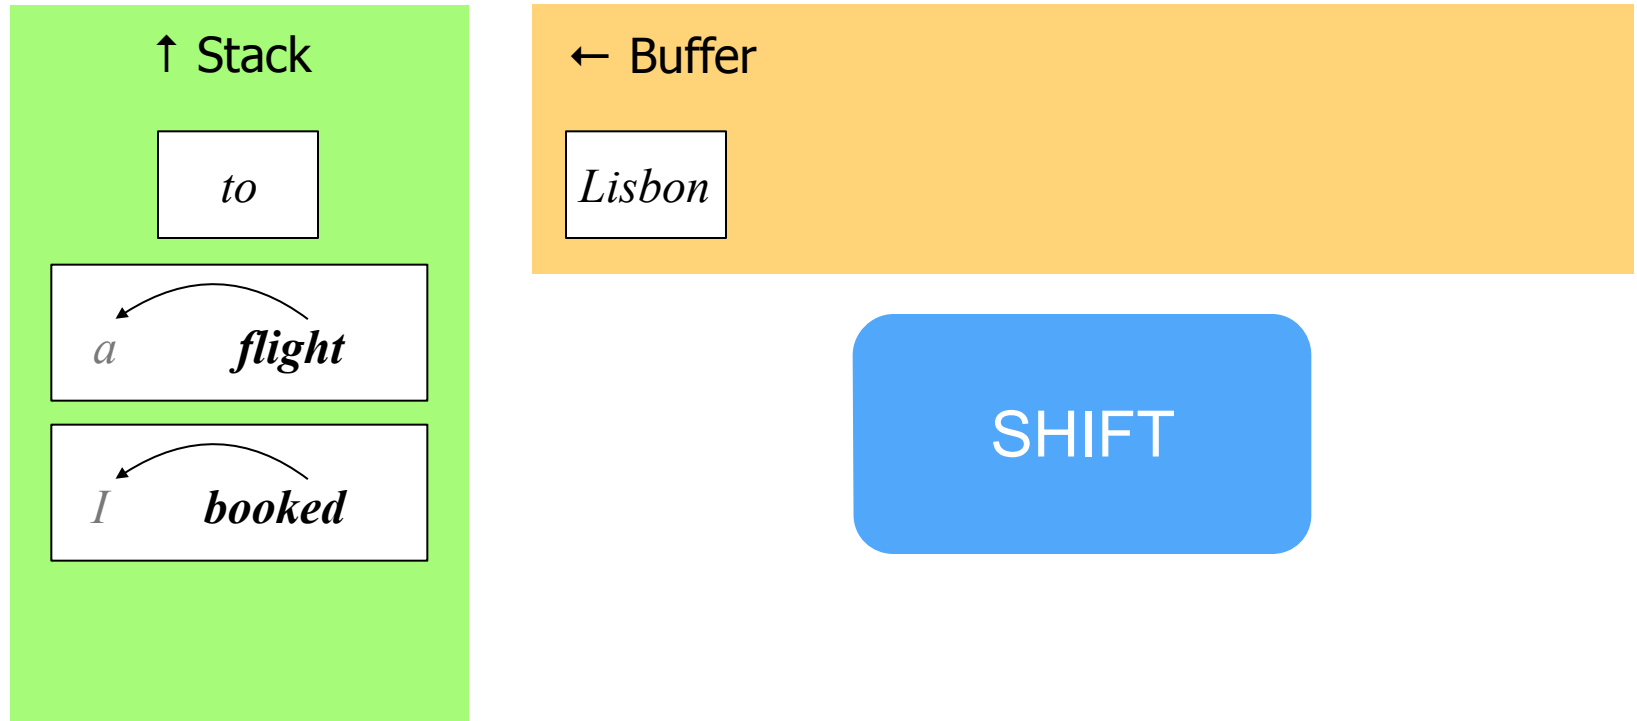 ↑ Stack
← Buffer
to
Lisbon
a flight
SHIFT
I booked